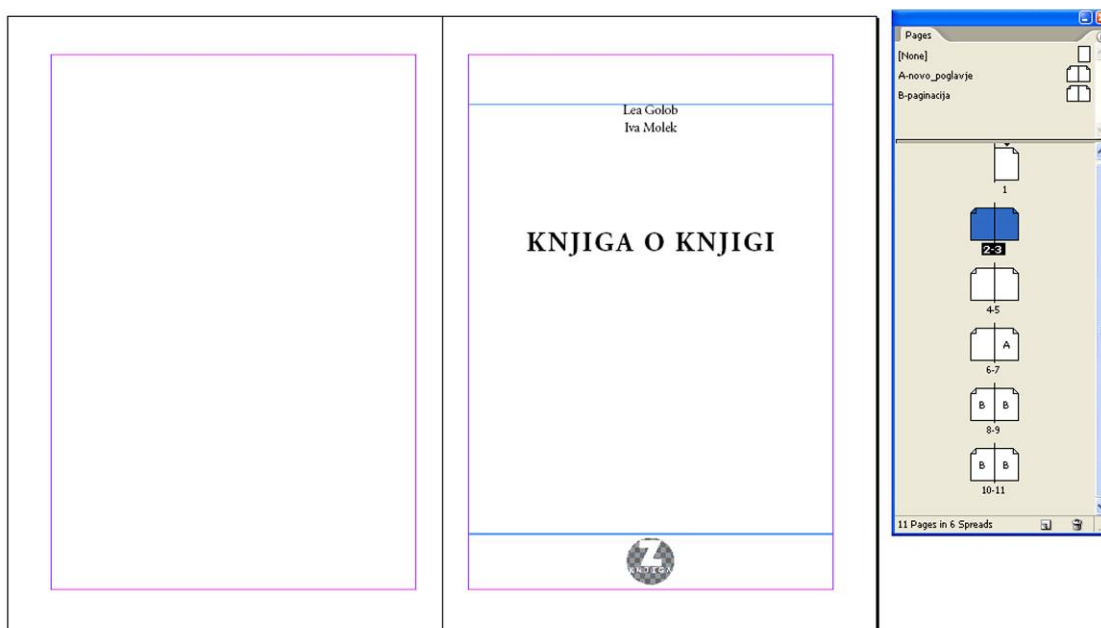 Lea Golob
Iva Molek
KNJIGA O KNJIGI
Z
KNJIGA
Pages
[None]
A-novo_poglavje
B-paginacija
1
2-3
4-5
A
6-7
B B
8-9
B B
10-11
11 Pages in 6 Spreads